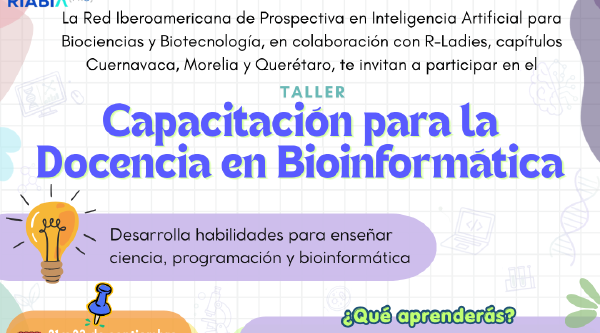 RIABIA
La Red Iberoamericana de Prospectiva en Inteligencia Artificial para
Biociencias y Biotecnología, en colaboración con R-Ladies, capítulos
Cuernavaca, Morelia y Querétaro, te invitan a participar en el
TALLER
Capacitación para la
Docencia en Bioinformática
Desarrolla habilidades para enseñar
ciencia, programación y bioinformática
¿Qué aprenderás?